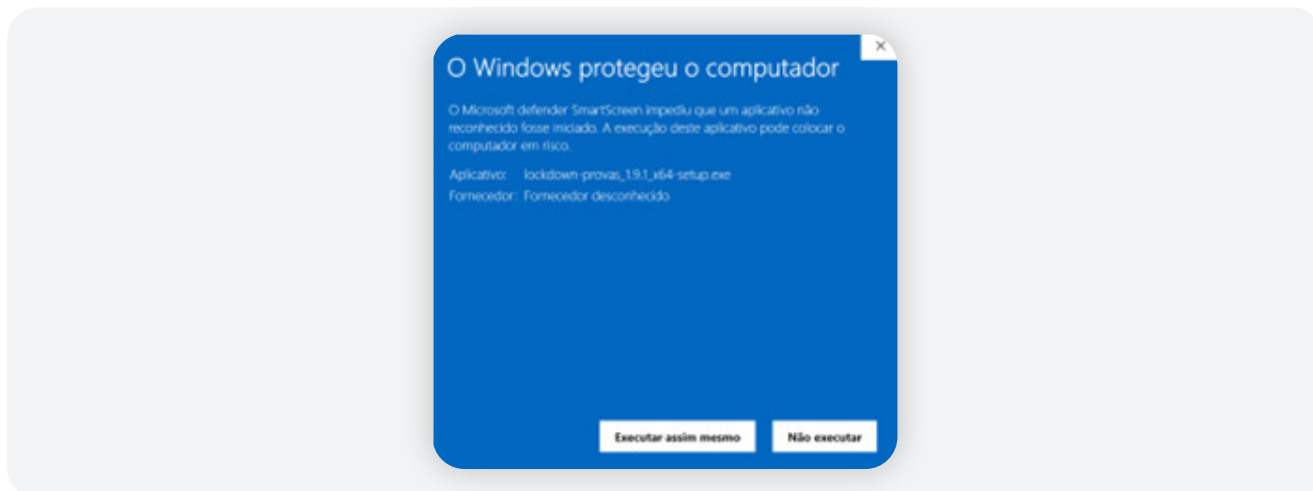 O Windows protegeu o computador
O Microsoft defender SmartScreen impediu que um aplicativo não
reconhecido fosse iniciado. A execução deste aplicativo pode colocar o
computador em risco.
Aplicativo: lockdown-provas_1.9.1_x64-setup.exe
Fornecedor: Fornecedor desconhecido
Executar assim mesmo Não executar